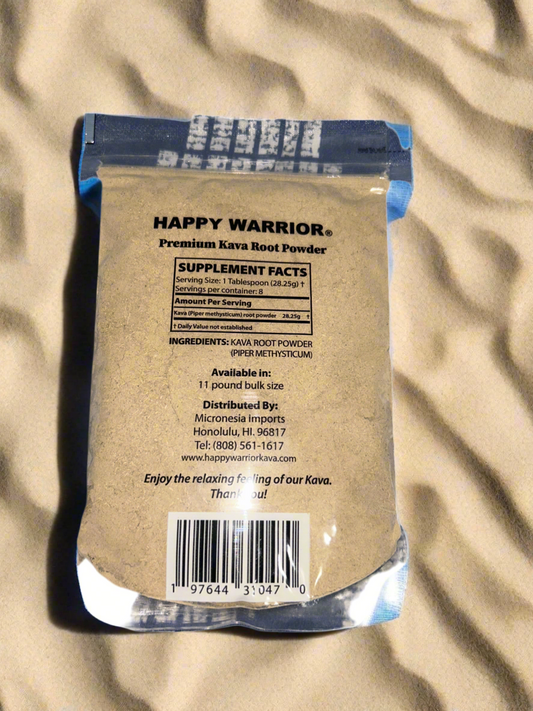 HAPPY WARRIOR®
Premium Kava Root Powder
SUPPLEMENT FACTS
Serving Size: 1 Tablespoon (28.25g) †
Servings per container: 8
Amount Per Serving
Kava (Piper methysticum) root powder 28.25g †
† Daily Value not established
INGREDIENTS: KAVA ROOT POWDER
(PIPER METHYSTICUM)
Available in:
11 pound bulk size
Distributed By:
Micronesia Imports
Honolulu, HI. 96817
Tel: (808) 561-1617
www.happywarriorkava.com
Enjoy the relaxing feeling of our Kava.
Thank you!
1 97644 31047 0